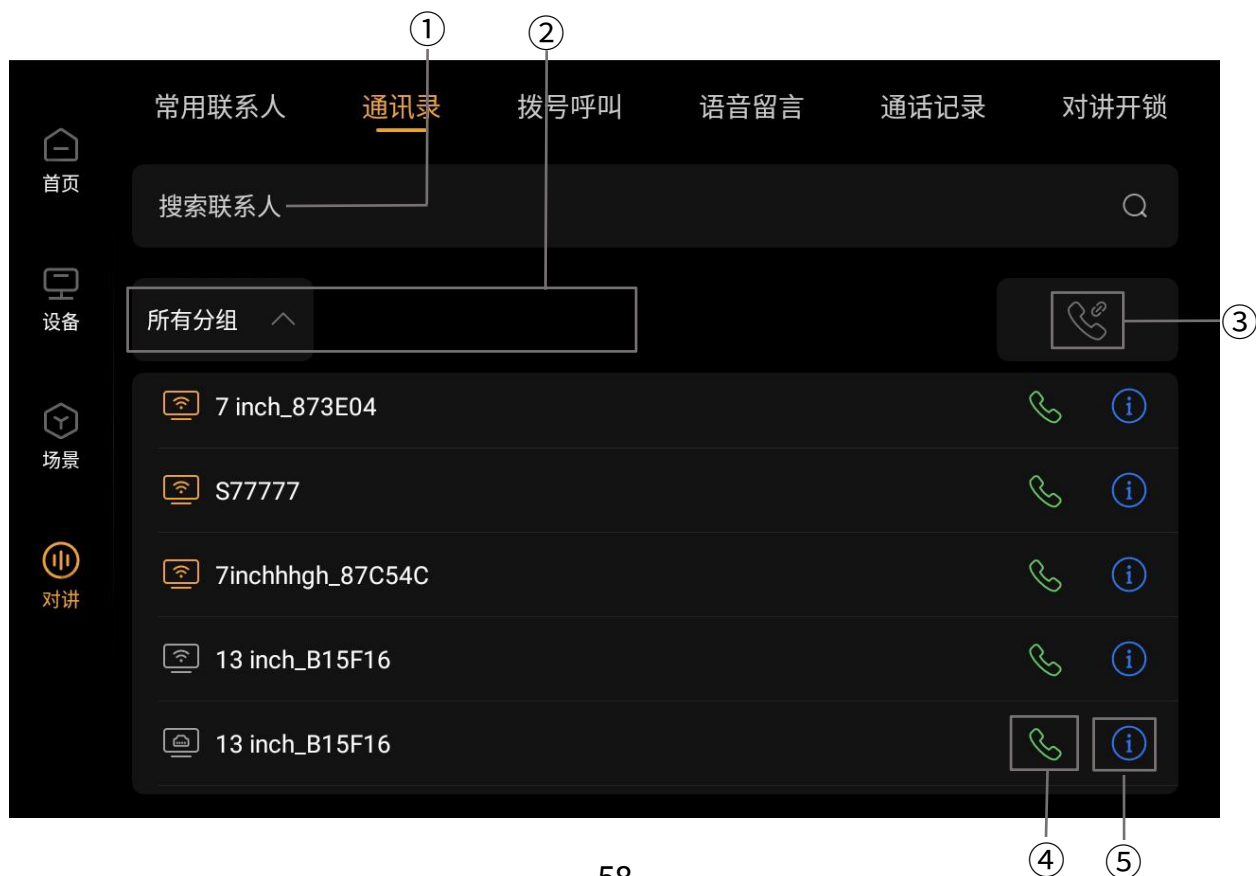 ① ②
常用联系人 通讯录 拨号呼叫 语音留言 通话记录 对讲开锁
首页
搜索联系人
设备
所有分组
③
7 inch_873E04
场景
S77777
7inchhhgh_87C54C
对讲
13 inch_B15F16
13 inch_B15F16
④ ⑤
58